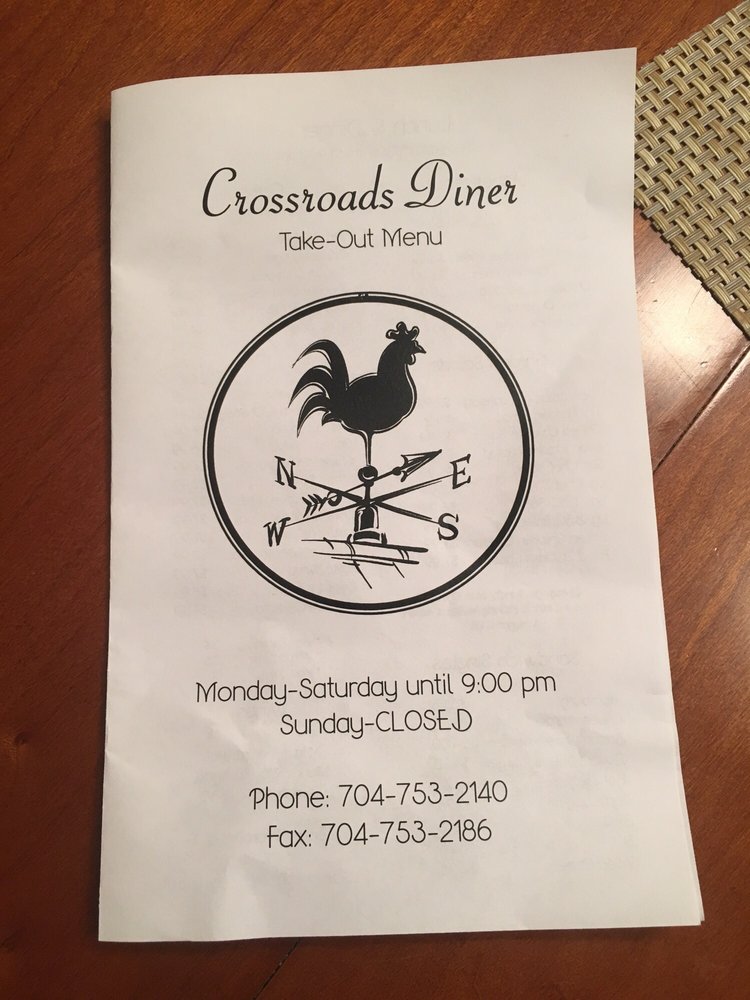 Crossroads Diner
Take-Out Menu
N E
W S
Monday-Saturday until 9:00 pm
Sunday-CLOSED
Phone: 704-753-2140
Fax: 704-753-2186